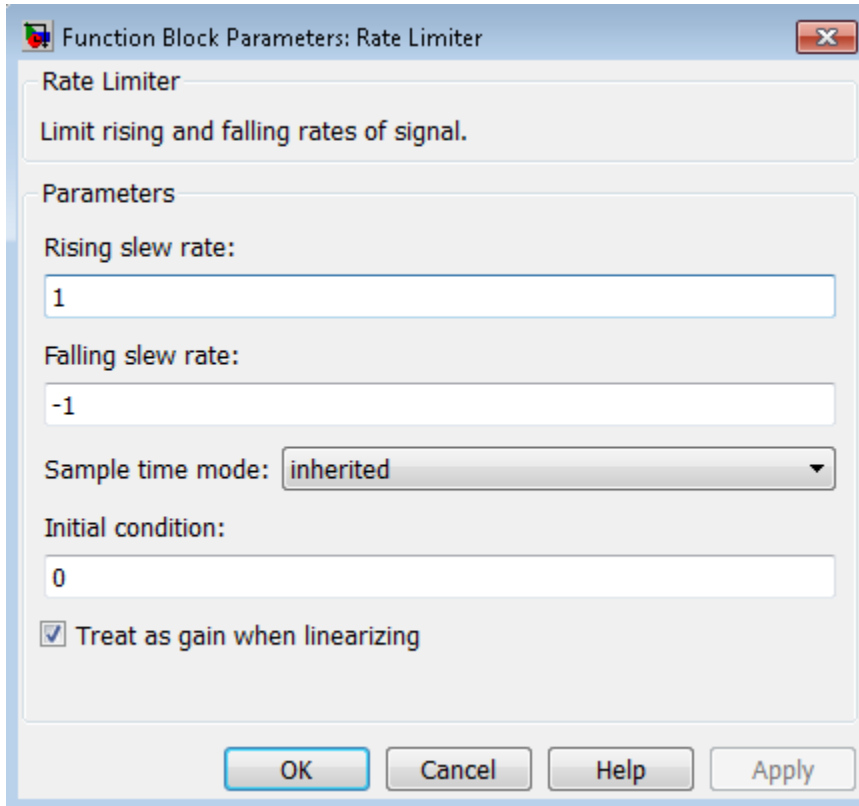 Function Block Parameters: Rate Limiter
Rate Limiter
Limit rising and falling rates of signal.
Parameters
Rising slew rate:
1
Falling slew rate:
-1
Sample time mode: inherited
Initial condition:
0
Treat as gain when linearizing
OK Cancel Help Apply